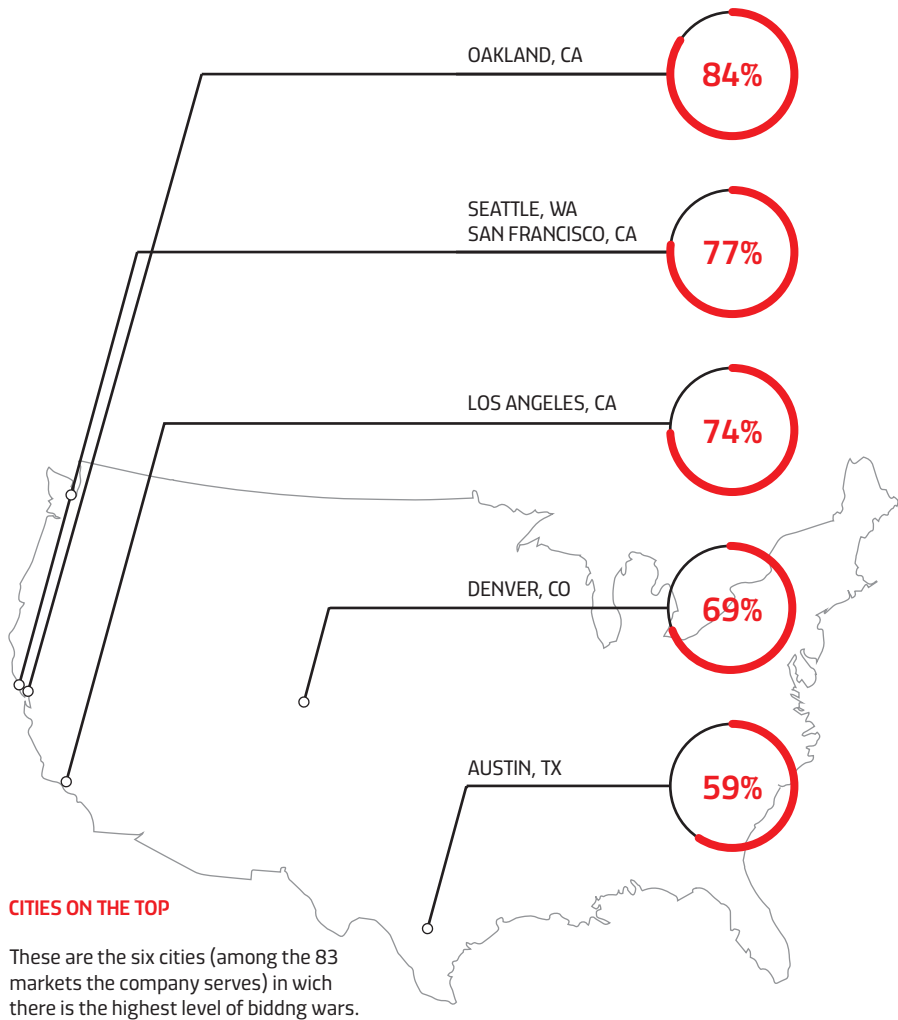 OAKLAND, CA
84%
SEATTLE, WA
SAN FRANCISCO, CA
77%
LOS ANGELES, CA
74%
DENVER, CO
69%
AUSTIN, TX
59%
CITIES ON THE TOP
These are the six cities (among the 83
markets the company serves) in wich
there is the highest level of biddng wars.